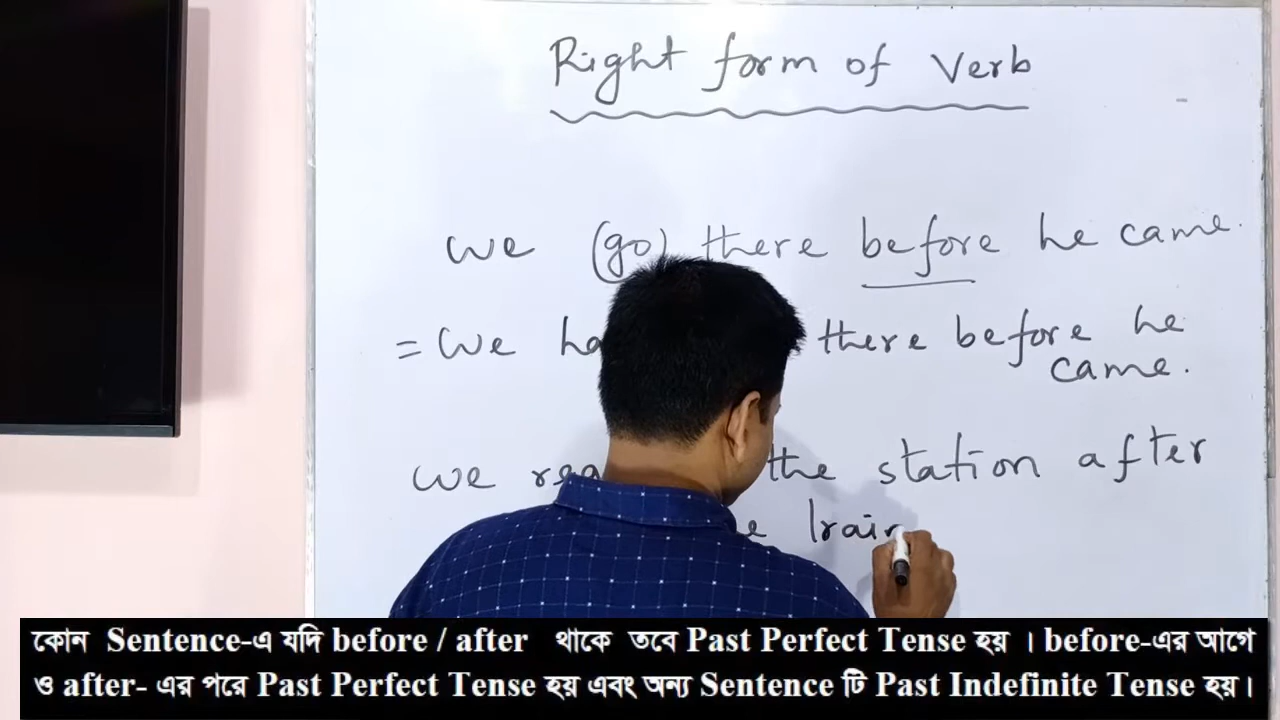 Right form of Verb
We (go) there before he came.
= We there before he
came.
We the station after
কোন Sentence-এ যদি before / after থাকে তবে Past Perfect Tense হয় । before-এর আগে
ও after- এর পরে Past Perfect Tense হয় এবং অন্য Sentence টি Past Indefinite Tense হয়।